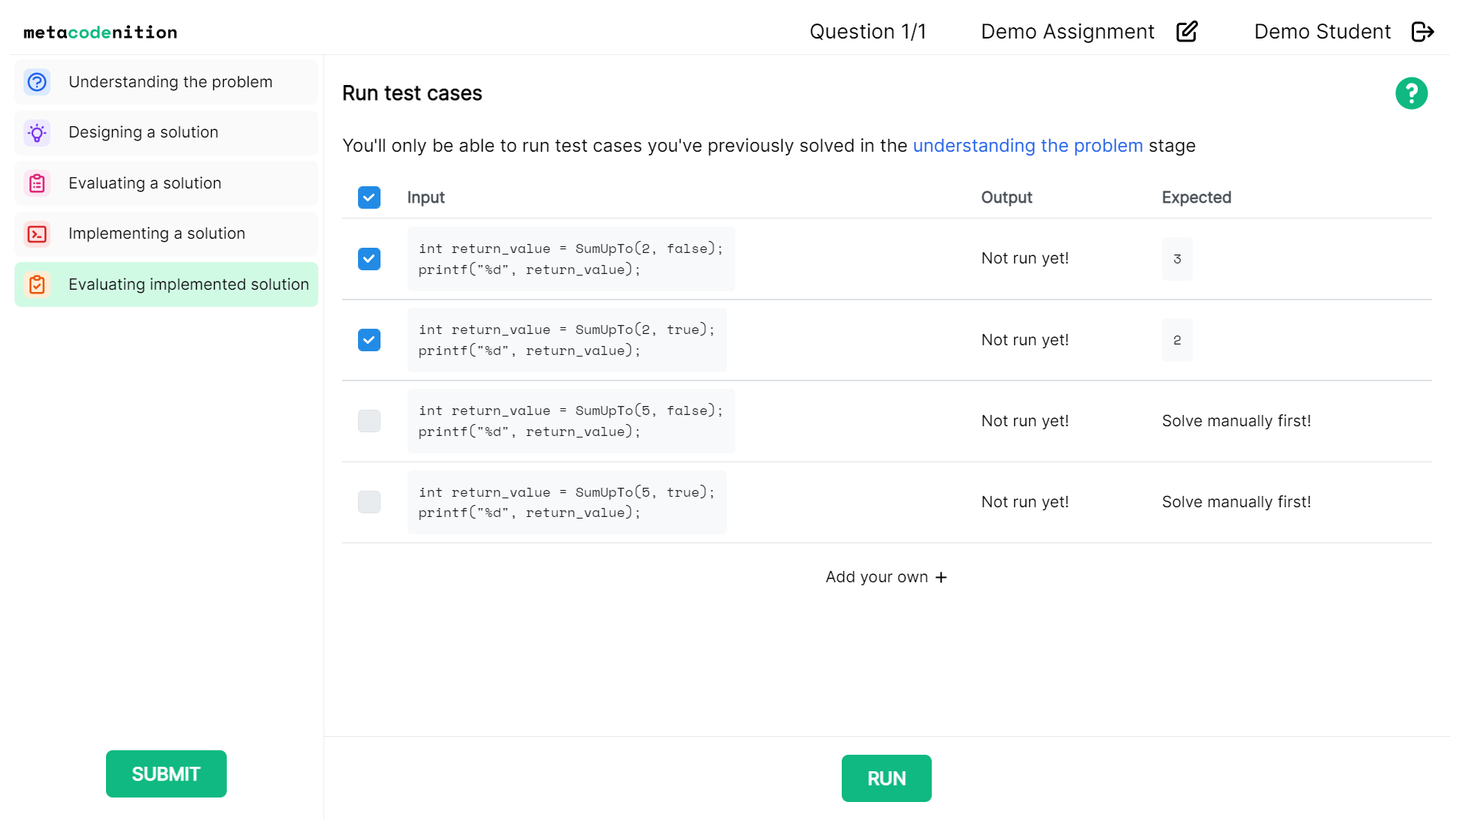 metacodenition
Question 1/1
Demo Assignment
Demo Student
Understanding the problem
Designing a solution
Evaluating a solution
Implementing a solution
Evaluating implemented solution
SUBMIT
Run test cases
?
You'll only be able to run test cases you've previously solved in the understanding the problem stage
Input Output Expected
int return_value = SumUpTo(2, false);
printf("%d", return_value);
Not run yet!
3
int return_value = SumUpTo(2, true);
printf("%d", return_value);
Not run yet!
2
int return_value = SumUpTo(5, false);
printf("%d", return_value);
Not run yet!
Solve manually first!
int return_value = SumUpTo(5, true);
printf("%d", return_value);
Not run yet!
Solve manually first!
Add your own +
RUN